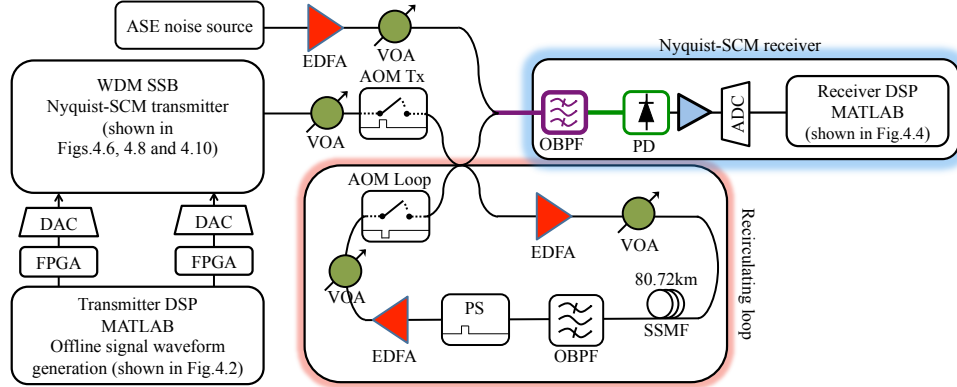 ASE noise source
EDFA
VOA
WDM SSB
Nyquist-SCM transmitter
(shown in
Figs.4.6, 4.8 and 4.10)
VOA
AOM Tx
Nyquist-SCM receiver
OBPF
PD
ADC
Receiver DSP
MATLAB
(shown in Fig.4.4)
DAC
DAC
FPGA
FPGA
Transmitter DSP
MATLAB
Offline signal waveform
generation (shown in Fig.4.2)
AOM Loop
EDFA
VOA
Recirculating loop
VOA
EDFA
PS
OBPF
80.72km
SSMF